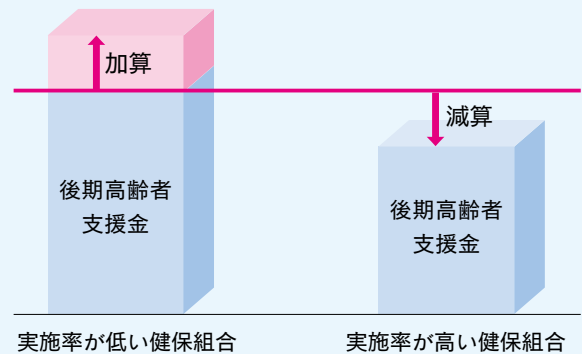 加算
減算
後期高齢者
支援金
後期高齢者
支援金
実施率が低い健保組合
実施率が高い健保組合